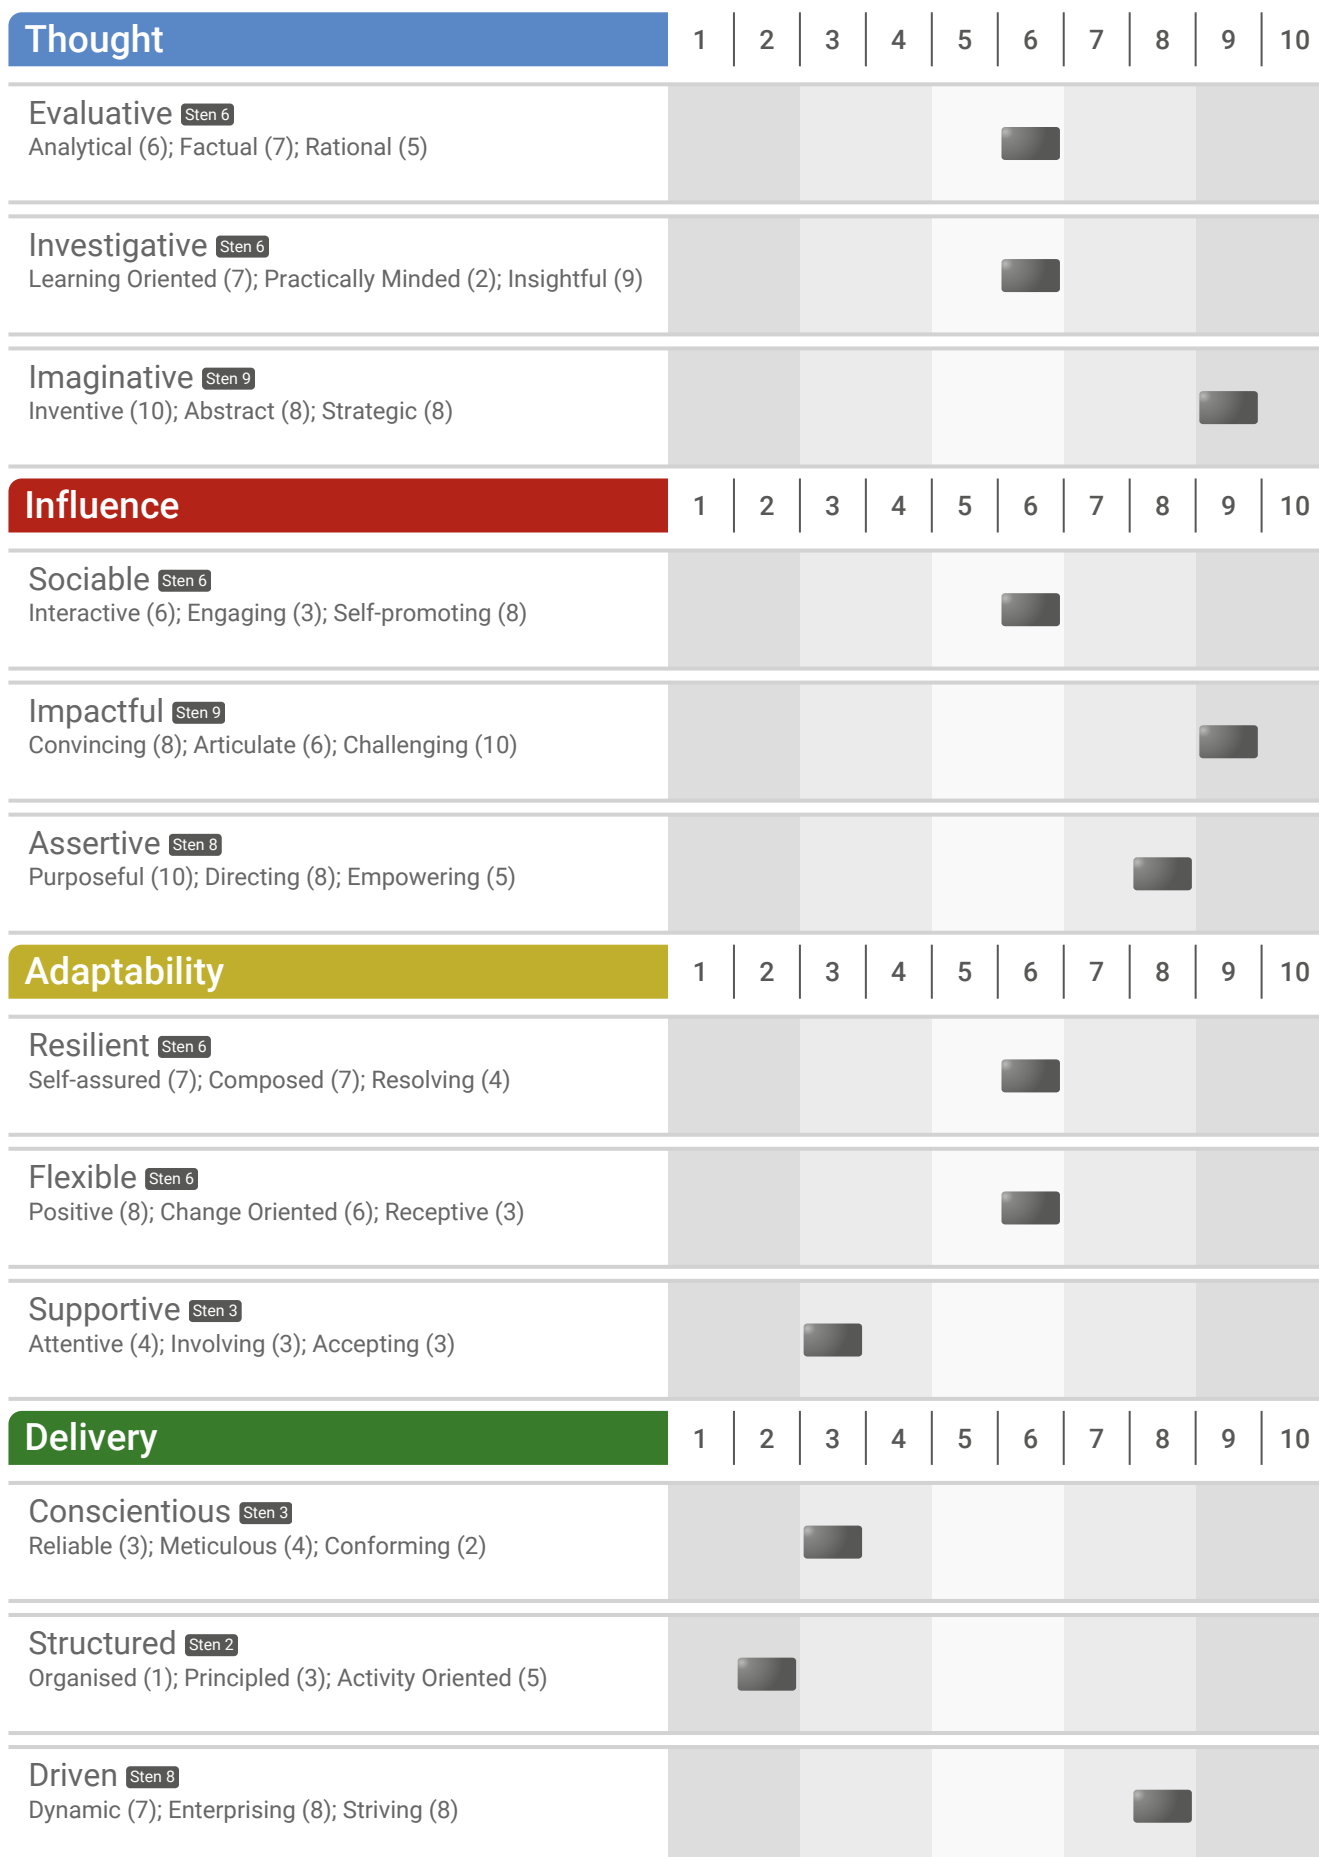 Thought 1 2 3 4 5 6 7 8 9 10
Evaluative Sten 6
Analytical (6); Factual (7); Rational (5)
Investigative Sten 6
Learning Oriented (7); Practically Minded (2); Insightful (9)
Imaginative Sten 9
Inventive (10); Abstract (8); Strategic (8)
Influence 1 2 3 4 5 6 7 8 9 10
Sociable Sten 6
Interactive (6); Engaging (3); Self-promoting (8)
Impactful Sten 9
Convincing (8); Articulate (6); Challenging (10)
Assertive Sten 8
Purposeful (10); Directing (8); Empowering (5)
Adaptability 1 2 3 4 5 6 7 8 9 10
Resilient Sten 6
Self-assured (7); Composed (7); Resolving (4)
Flexible Sten 6
Positive (8); Change Oriented (6); Receptive (3)
Supportive Sten 3
Attentive (4); Involving (3); Accepting (3)
Delivery 1 2 3 4 5 6 7 8 9 10
Conscientious Sten 3
Reliable (3); Meticulous (4); Conforming (2)
Structured Sten 2
Organised (1); Principled (3); Activity Oriented (5)
Driven Sten 8
Dynamic (7); Enterprising (8); Striving (8)